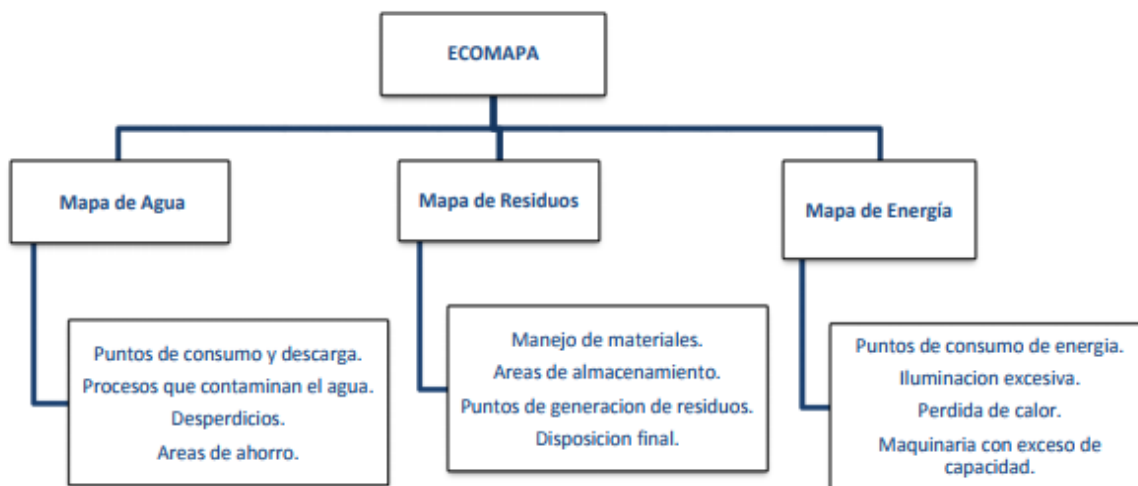 ECOMAPA
Mapa de Agua
Mapa de Residuos
Mapa de Energía
Puntos de consumo y descarga.
Procesos que contaminan el agua.
Desperdicios.
Areas de ahorro.
Manejo de materiales.
Areas de almacenamiento.
Puntos de generacion de residuos.
Disposicion final.
Puntos de consumo de energia.
Iluminacion excesiva.
Perdida de calor.
Maquinaria con exceso de
capacidad.